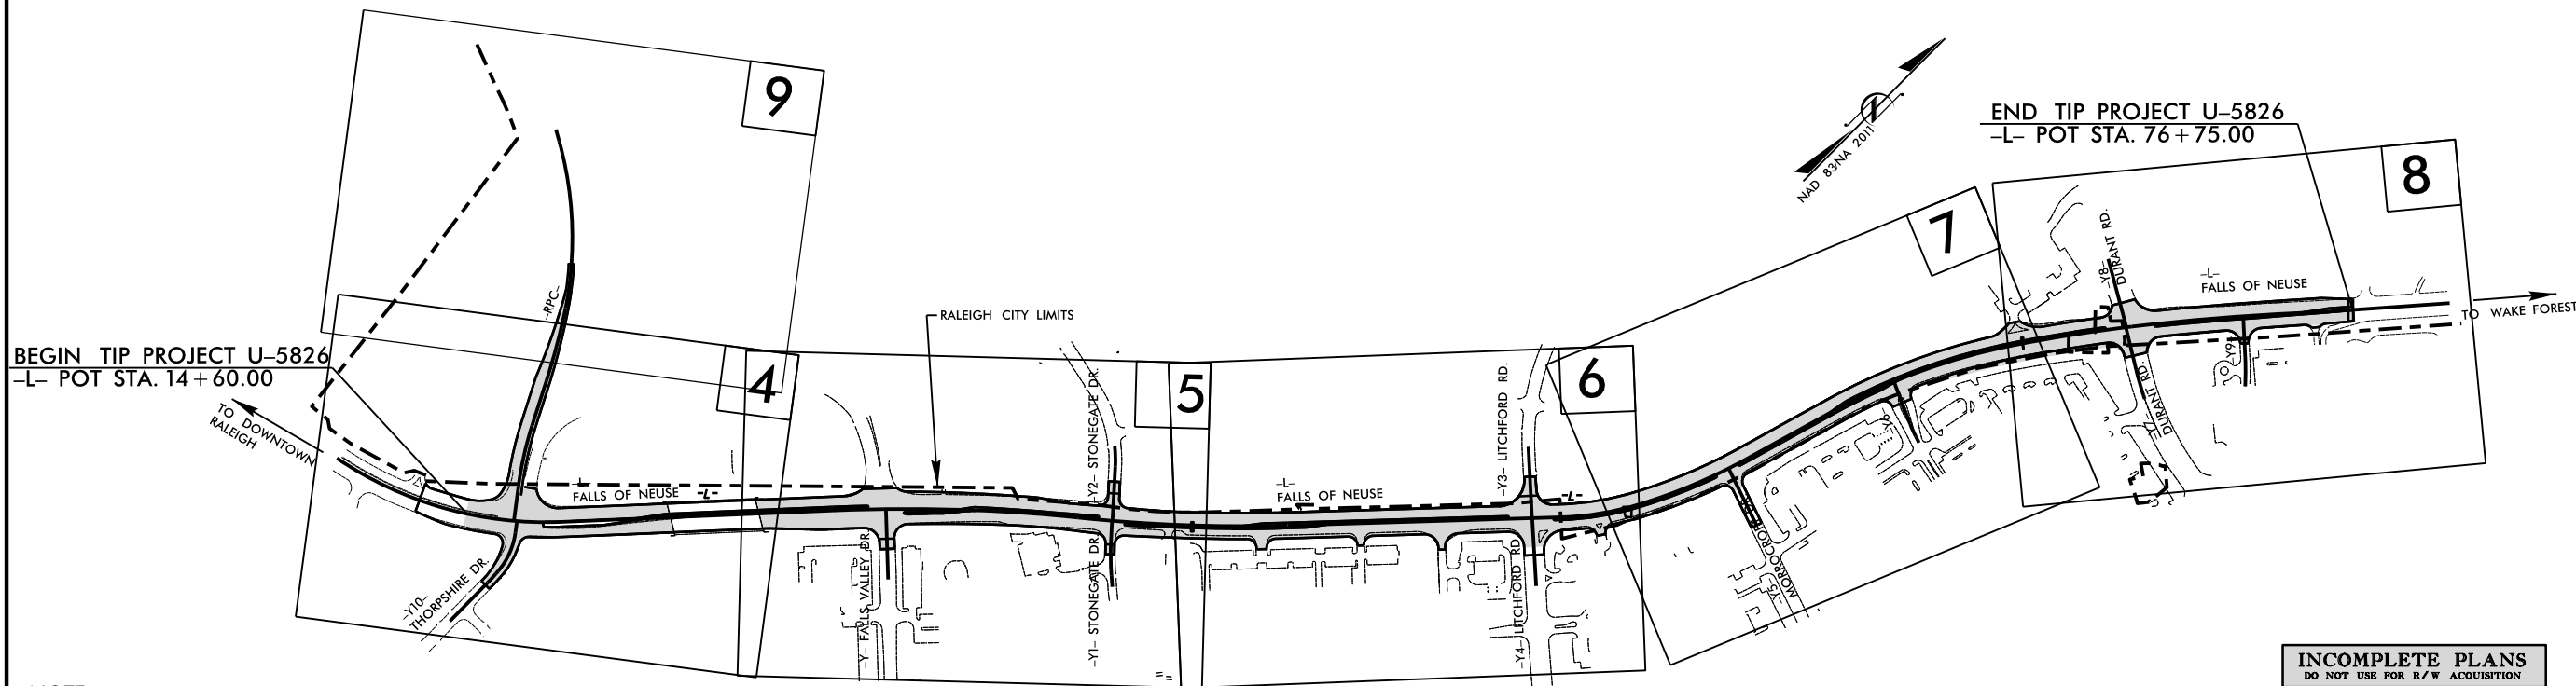 9
END TIP PROJECT U–5826
–L– POT STA. 76+75.00
NAD 83/NA 2011
8
7
–Y8–
DURANT RD.
–L–
FALLS OF NEUSE
TO WAKE FOREST
–RPC–
RALEIGH CITY LIMITS
BEGIN TIP PROJECT U–5826
–L– POT STA. 14+60.00
TO DOWNTOWN
RALEIGH
4
5
6
–Y2– STONEGATE DR.
–Y3– LITCHFORD RD.
–Y9–
–Y6–
–Y7–
DURANT RD.
–L–
FALLS OF NEUSE
–L–
–L–
FALLS OF NEUSE
–L–
–Y10–
THORPSHIRE DR.
–Y– FALLS VALLEY DR.
–Y1– STONEGATE DR.
–Y4– LITCHFORD RD.
–Y5–
INCOMPLETE PLANS
DO NOT USE FOR R/W ACQUISITION